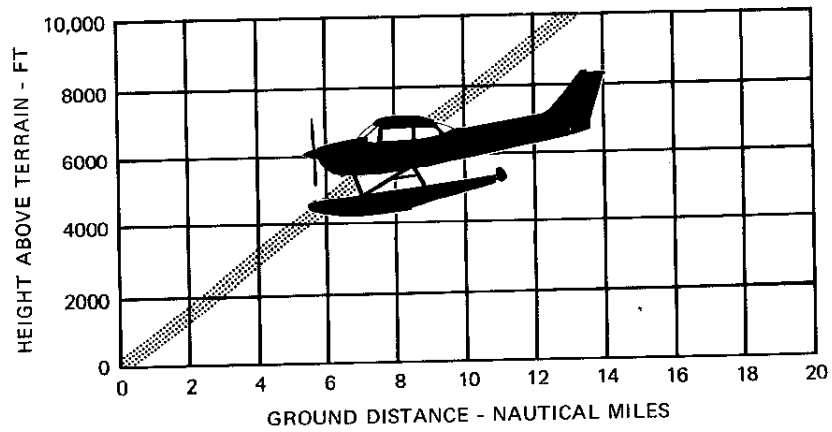 HEIGHT ABOVE TERRAIN - FT
10,000
8000
6000
4000
2000
0
0 2 4 6 8 10 12 14 16 18 20
GROUND DISTANCE - NAUTICAL MILES